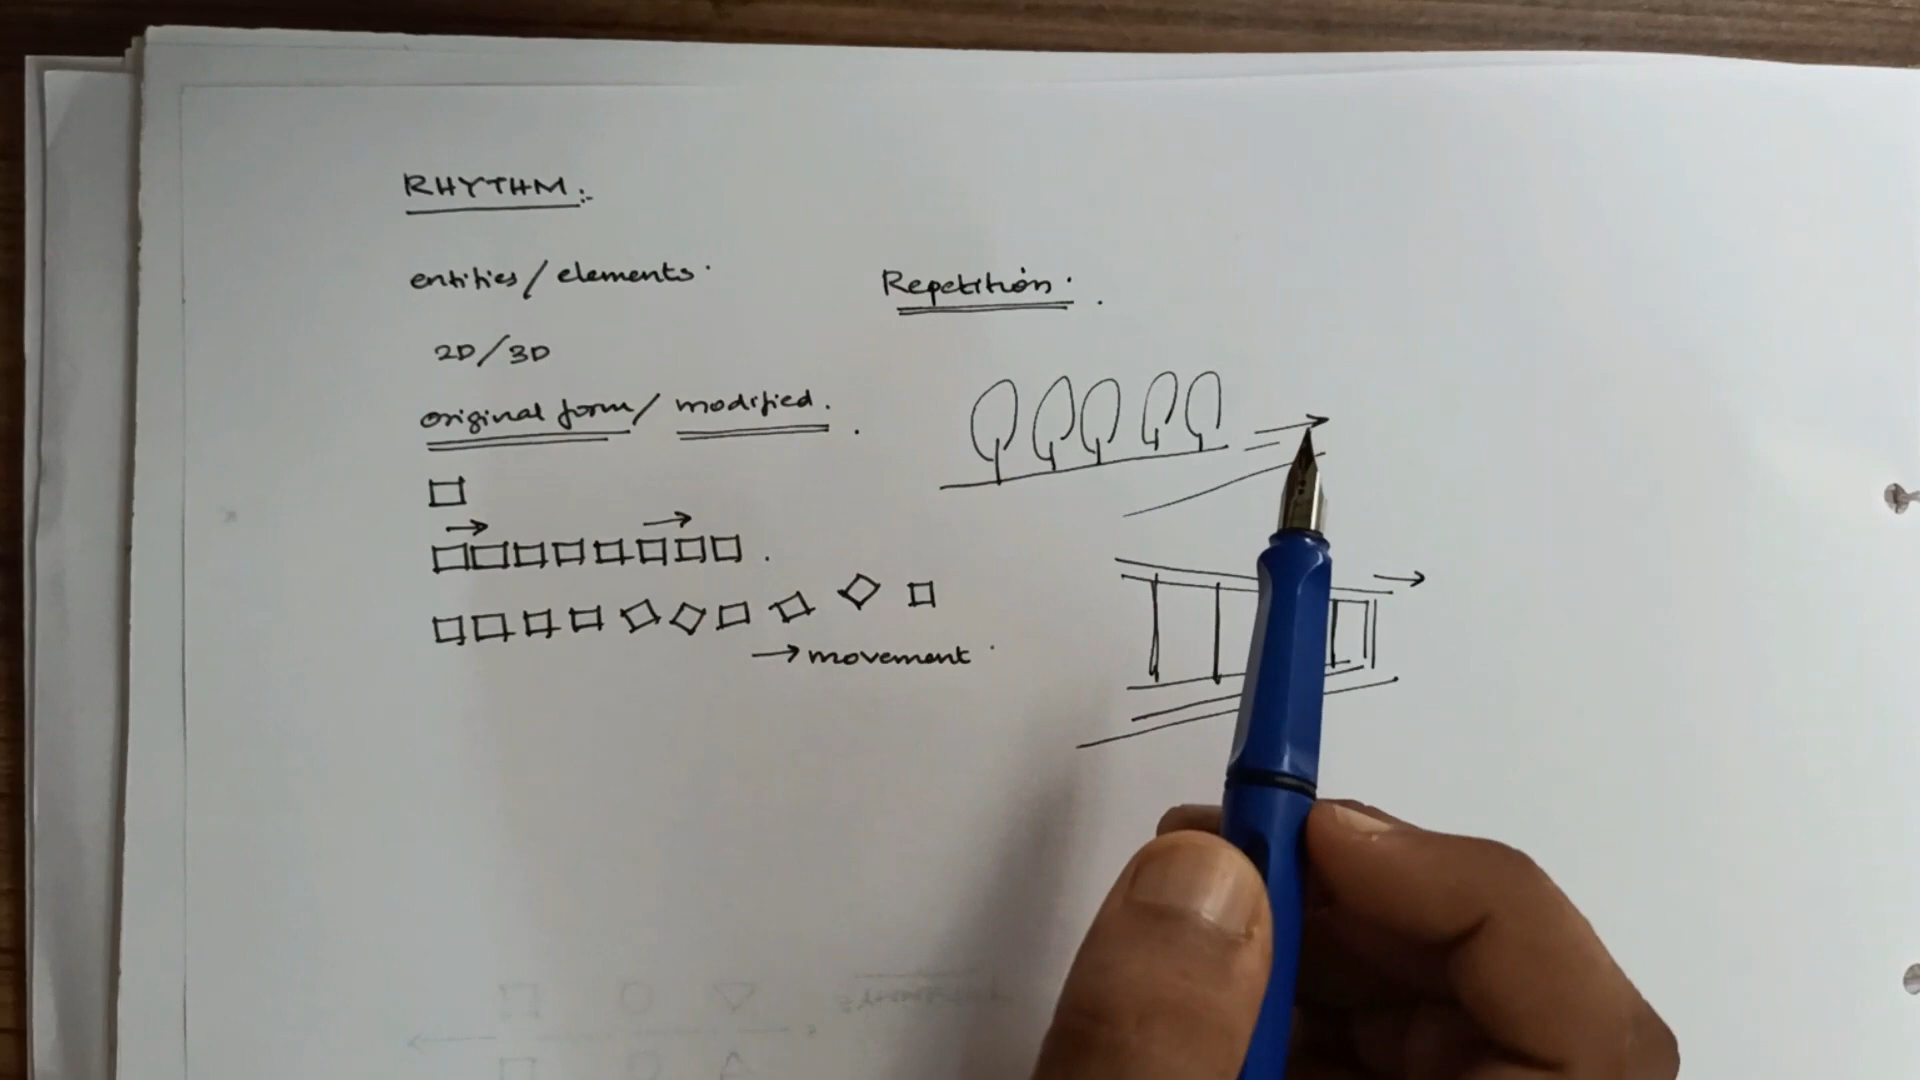 RHYTHM:-
entities/elements.
Repetition.
2D/3D
original form/modified.
→ movement